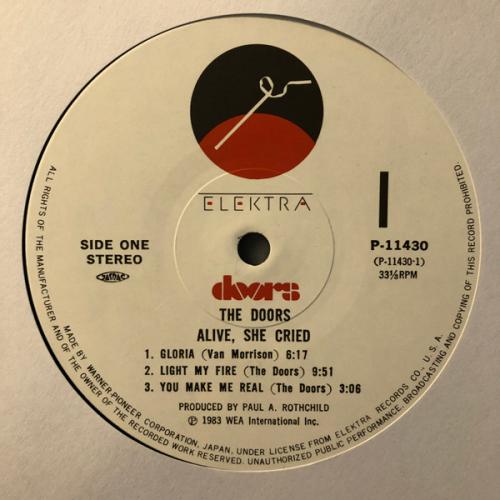 ELEKTRA
SIDE ONE
STEREO
JASRAC
1
P-11430
(P-11430-1)
33⅓RPM
doors
THE DOORS
ALIVE, SHE CRIED
1. GLORIA (Van Morrison) 6:17
2. LIGHT MY FIRE (The Doors) 9:51
3. YOU MAKE ME REAL (The Doors) 3:06
PRODUCED BY PAUL A. ROTHCHILD
Ⓟ 1983 WEA International Inc.
ALL RIGHTS OF THE MANUFACTURER AND OF THE OWNER OF THE RECORDED WORK RESERVED. UNAUTHORIZED PUBLIC PERFORMANCE, BROADCASTING AND COPYING OF THIS RECORD PROHIBITED.
MADE BY WARNER-PIONEER CORPORATION, JAPAN, UNDER LICENSE FROM ELEKTRA RECORDS CO., U.S.A.